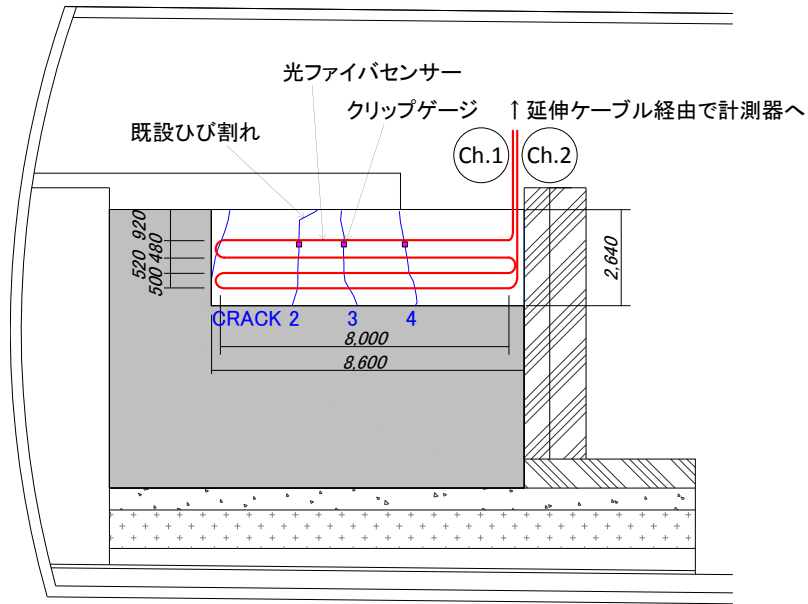 光ファイバセンサー
クリップゲージ
↑延伸ケーブル経由で計測器へ
既設ひび割れ
Ch.1
Ch.2
920
480
520
500
2,640
CRACK 2
3
4
8,000
8,600